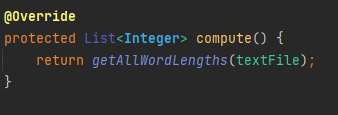 @Override
protected List<Integer> compute() {
    return getAllWordLengths(textFile);
}